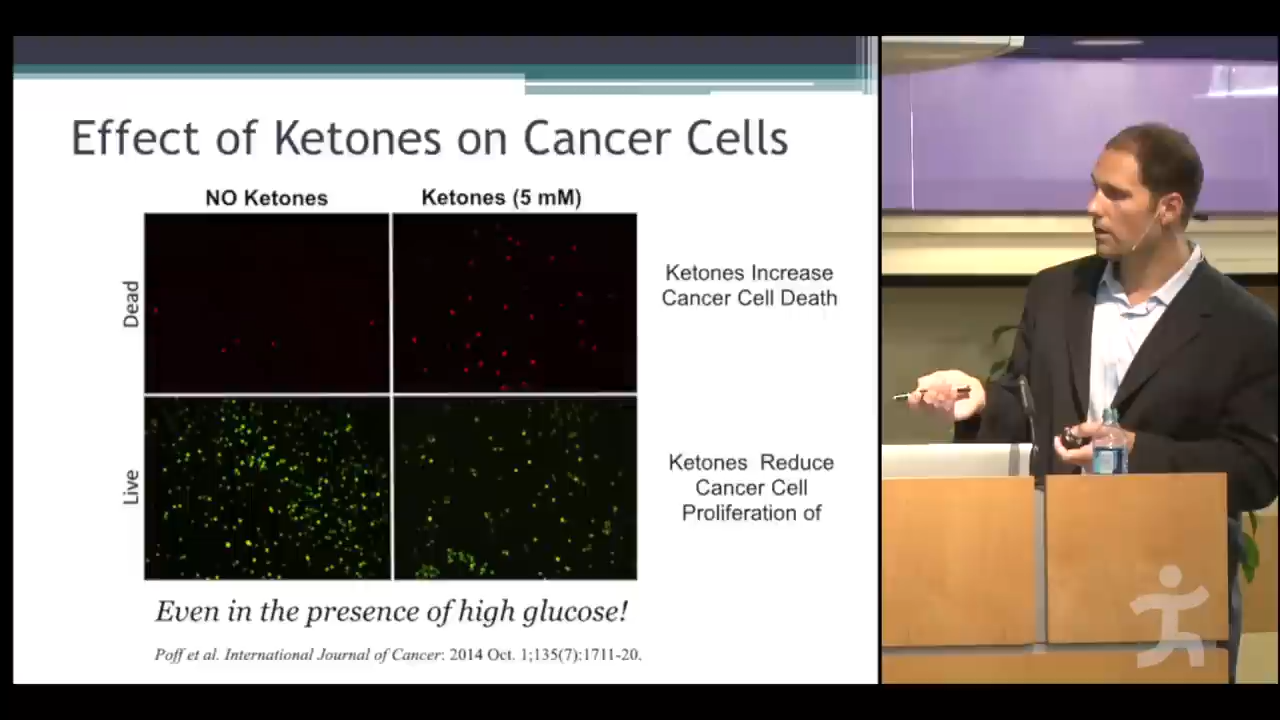 Effect of Ketones on Cancer Cells
NO Ketones
Ketones (5 mM)
Dead
Ketones Increase
Cancer Cell Death
Live
Ketones  Reduce
Cancer Cell
Proliferation of
Even in the presence of high glucose!
Poff et al. International Journal of Cancer. 2014 Oct. 1;135(7):1711-20.